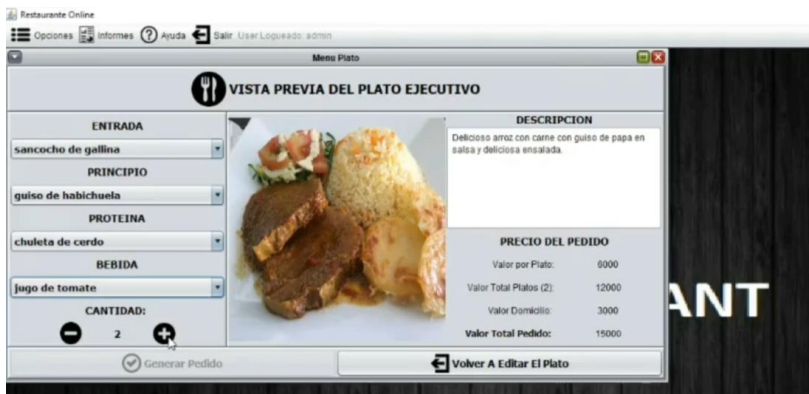 Restaurante Online
Opciones Informes Ayuda Salir User Logueado: admin
Menu Plato
VISTA PREVIA DEL PLATO EJECUTIVO
ENTRADA
sancocho de gallina
PRINCIPIO
guiso de habichuela
PROTEINA
chuleta de cerdo
BEBIDA
jugo de tomate
CANTIDAD:
2
DESCRIPCION
Delicioso arroz con carne con guiso de papa en
salsa y deliciosa ensalada.
PRECIO DEL PEDIDO
Valor por Plato: 6000
Valor Total Platos (2): 12000
Valor Domicilio: 3000
Valor Total Pedido: 15000
Generar Pedido
Volver A Editar El Plato
ANT